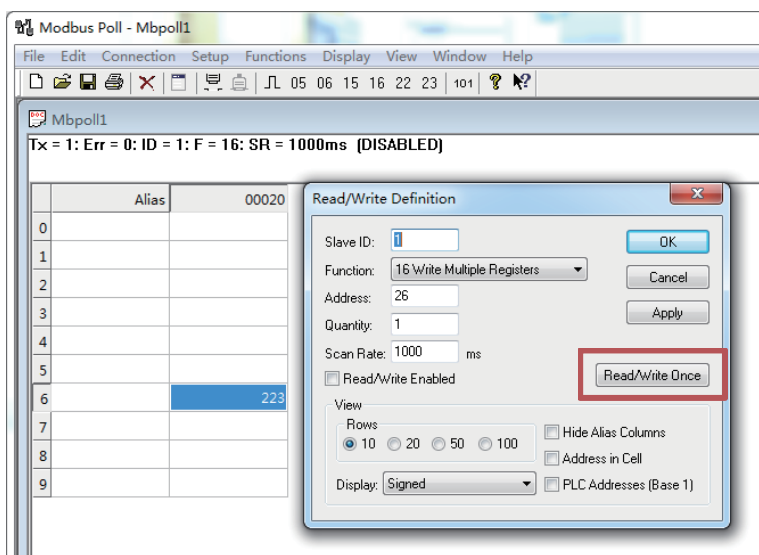 Modbus Poll - Mbpoll1
File Edit Connection Setup Functions Display View Window Help
05 06 15 16 22 23 101
Mbpoll1
Tx = 1: Err = 0: ID = 1: F = 16: SR = 1000ms (DISABLED)
Alias 00020
0
1
2
3
4
5
6 223
7
8
9
Read/Write Definition
Slave ID: 1
OK
Function: 16 Write Multiple Registers
Cancel
Address: 26
Apply
Quantity: 1
Scan Rate: 1000 ms
Read/Write Enabled
Read/Write Once
View
Rows
10 20 50 100
Hide Alias Columns
Address in Cell
Display: Signed
PLC Addresses (Base 1)